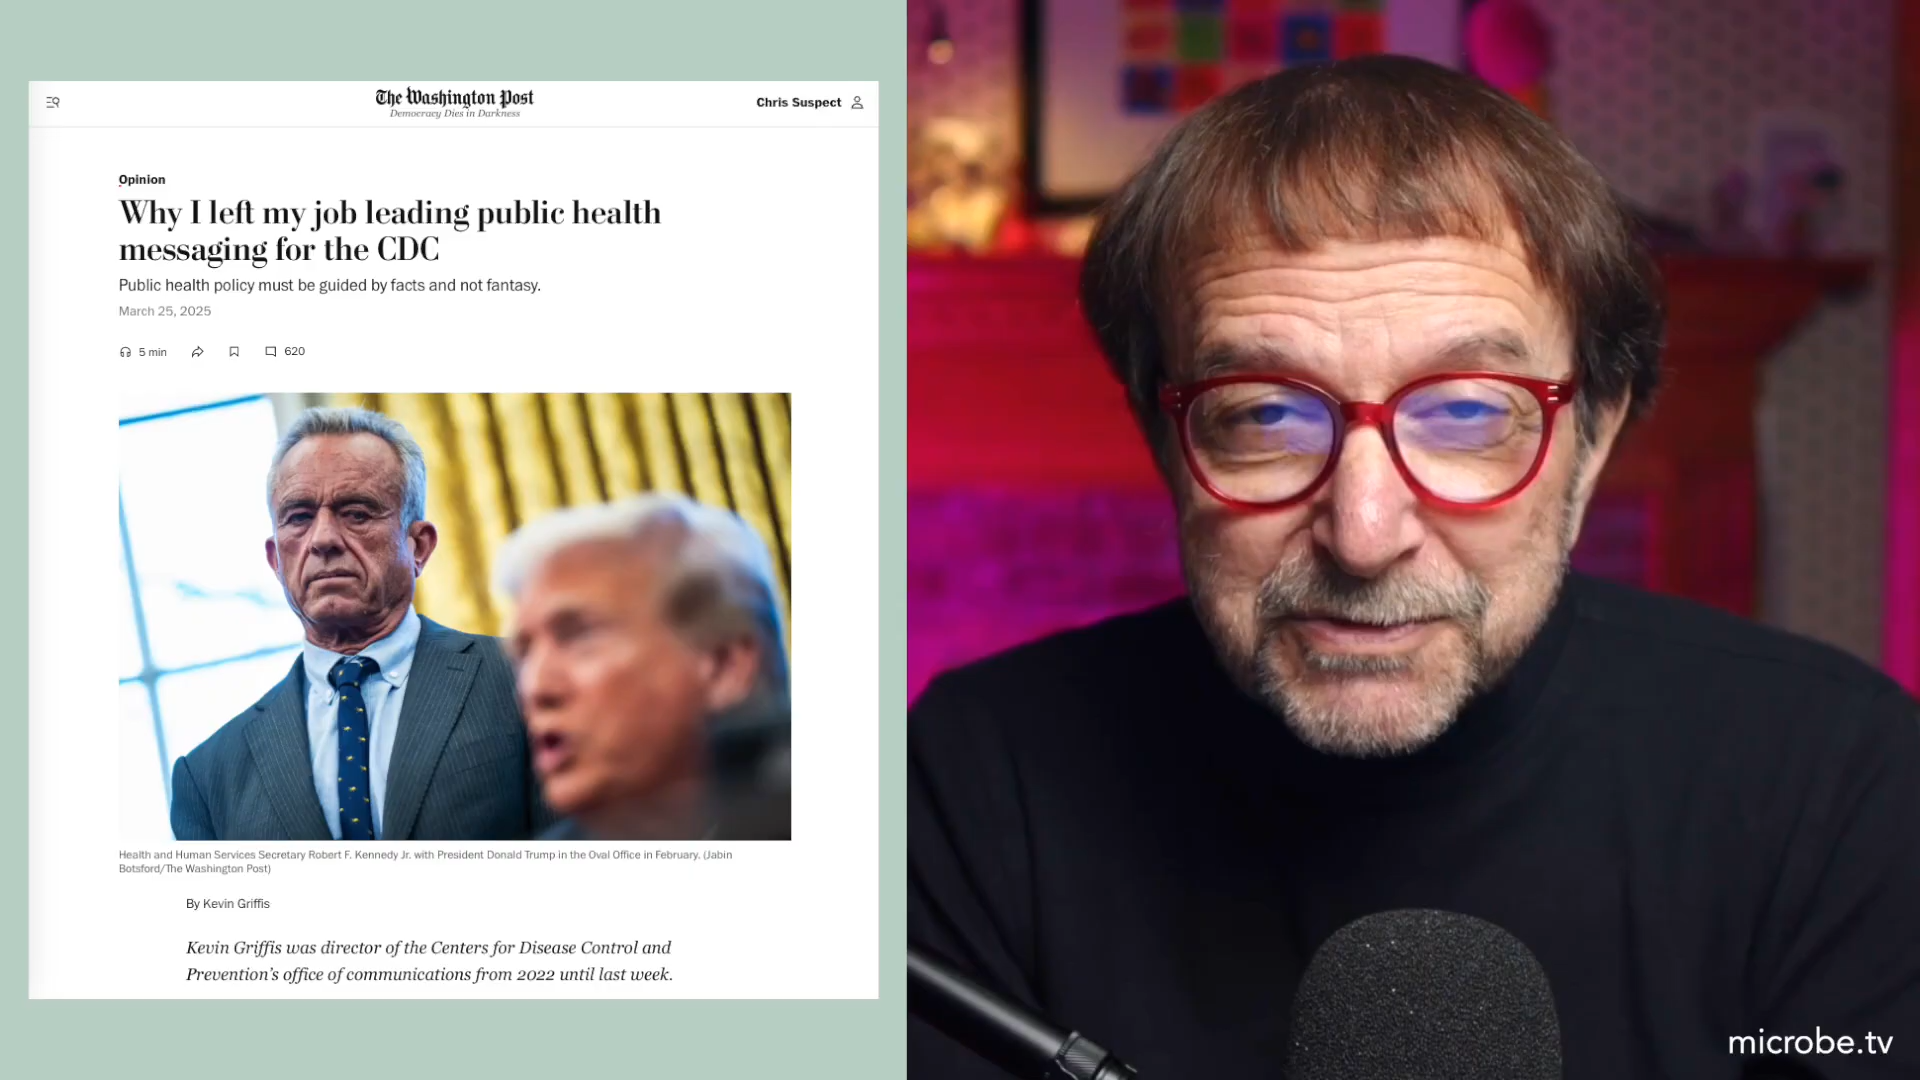 The Washington Post
Democracy Dies in Darkness
Chris Suspect
Opinion
Why I left my job leading public health
messaging for the CDC
Public health policy must be guided by facts and not fantasy.
March 25, 2025
5 min
620
Health and Human Services Secretary Robert F. Kennedy Jr. with President Donald Trump in the Oval Office in February. (Jabin
Botsford/The Washington Post)
By Kevin Griffis
Kevin Griffis was director of the Centers for Disease Control and
Prevention's office of communications from 2022 until last week.
microbe.tv